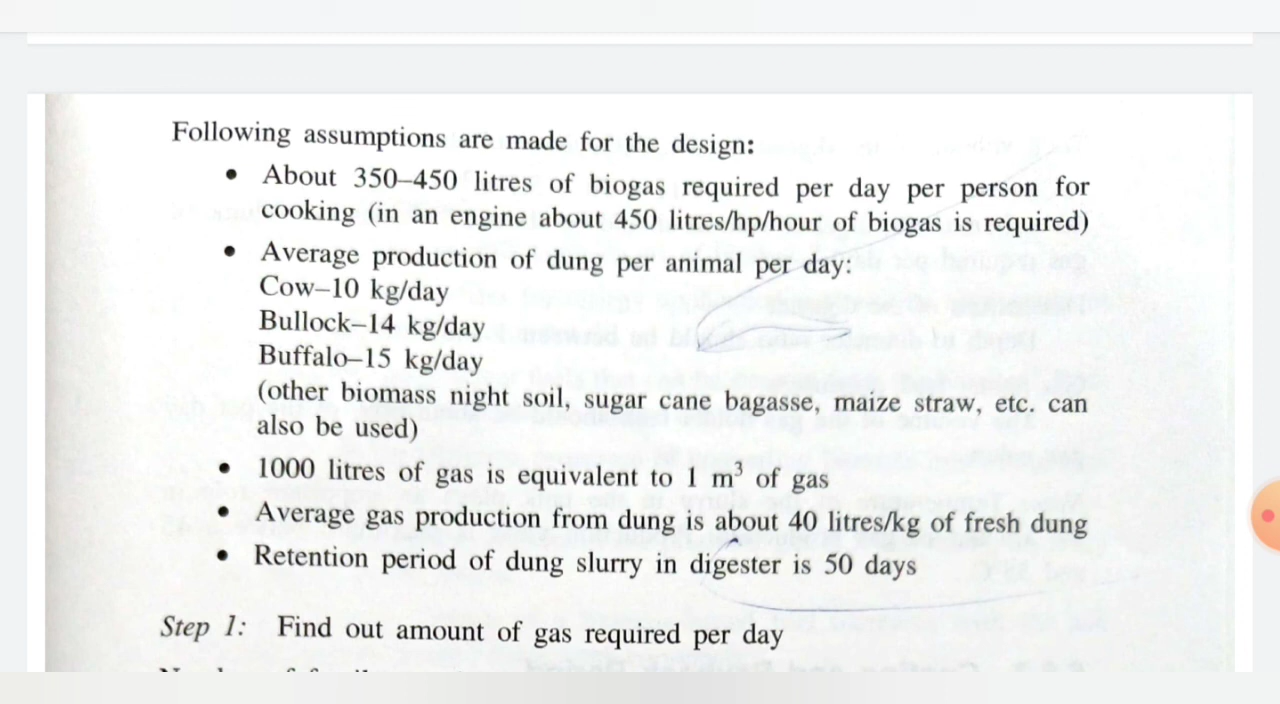 Following assumptions are made for the design:
• About 350–450 litres of biogas required per day per person for
cooking (in an engine about 450 litres/hp/hour of biogas is required)
• Average production of dung per animal per day:
Cow–10 kg/day
Bullock–14 kg/day
Buffalo–15 kg/day
(other biomass night soil, sugar cane bagasse, maize straw, etc. can
also be used)
• 1000 litres of gas is equivalent to 1 m³ of gas
• Average gas production from dung is about 40 litres/kg of fresh dung
• Retention period of dung slurry in digester is 50 days
Step 1: Find out amount of gas required per day